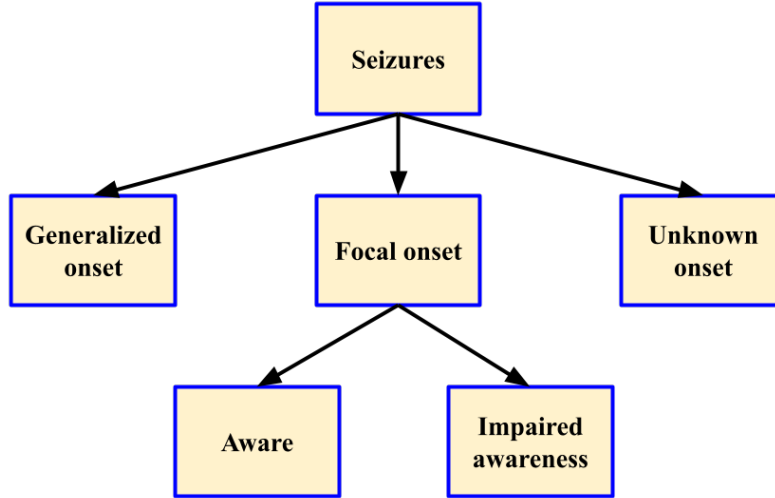 Seizures
Generalized
onset
Focal onset
Unknown
onset
Aware
Impaired
awareness